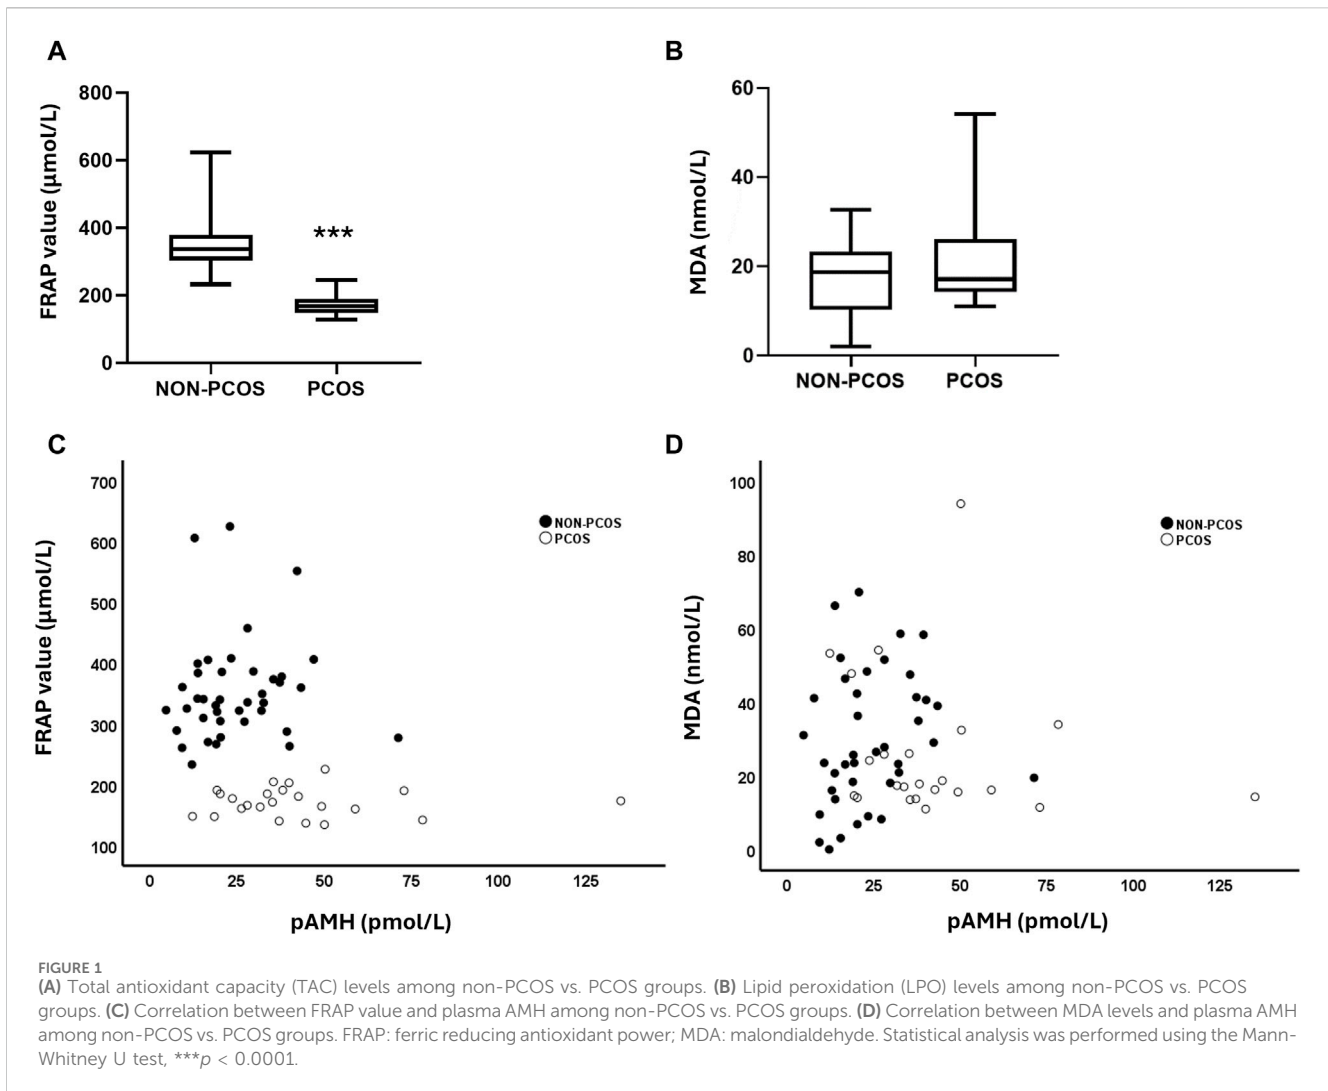 A
B
800
600
400
200
0
FRAP value (µmol/L)
***
NON-PCOS PCOS
60
40
20
0
MDA (nmol/L)
NON-PCOS PCOS
C
D
700
600
500
400
300
200
100
FRAP value (µmol/L)
NON-PCOS
PCOS
0 25 50 75 100 125
pAMH (pmol/L)
100
80
60
40
20
0
MDA (nmol/L)
NON-PCOS
PCOS
0 25 50 75 100 125
pAMH (pmol/L)
FIGURE 1
(A) Total antioxidant capacity (TAC) levels among non-PCOS vs. PCOS groups. (B) Lipid peroxidation (LPO) levels among non-PCOS vs. PCOS
groups. (C) Correlation between FRAP value and plasma AMH among non-PCOS vs. PCOS groups. (D) Correlation between MDA levels and plasma AMH
among non-PCOS vs. PCOS groups. FRAP: ferric reducing antioxidant power; MDA: malondialdehyde. Statistical analysis was performed using the Mann-
Whitney U test, ***p < 0.0001.